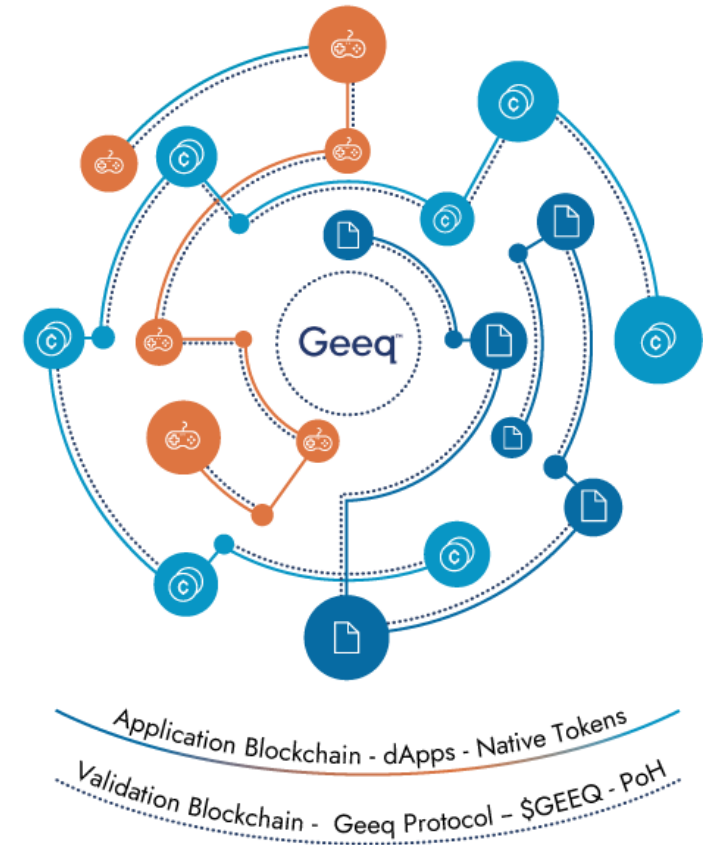 Geeq™
Application Blockchain - dApps - Native Tokens
Validation Blockchain - Geeq Protocol – $GEEQ - PoH